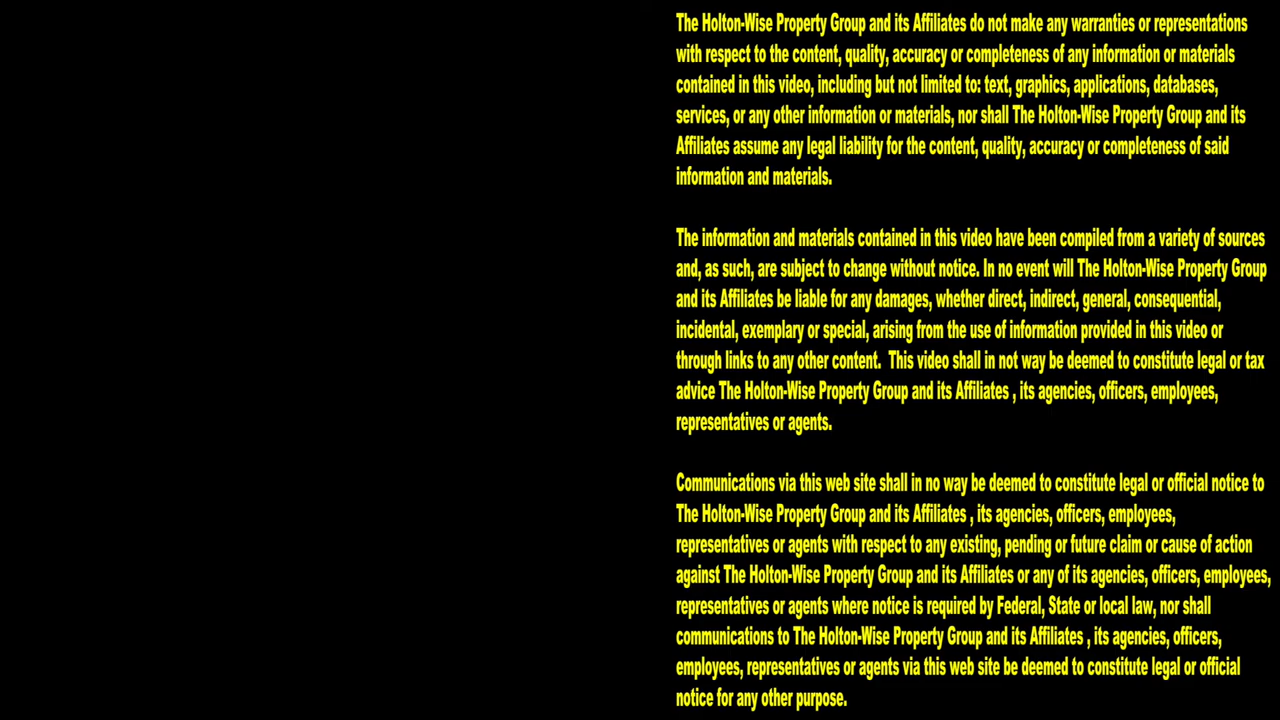 The Holton-Wise Property Group and its Affiliates do not make any warranties or representations
with respect to the content, quality, accuracy or completeness of any information or materials
contained in this video, including but not limited to: text, graphics, applications, databases,
services, or any other information or materials, nor shall The Holton-Wise Property Group and its
Affiliates assume any legal liability for the content, quality, accuracy or completeness of said
information and materials.
The information and materials contained in this video have been compiled from a variety of sources
and, as such, are subject to change without notice. In no event will The Holton-Wise Property Group
and its Affiliates be liable for any damages, whether direct, indirect, general, consequential,
incidental, exemplary or special, arising from the use of information provided in this video or
through links to any other content.  This video shall in not way be deemed to constitute legal or tax
advice The Holton-Wise Property Group and its Affiliates , its agencies, officers, employees,
representatives or agents.
Communications via this web site shall in no way be deemed to constitute legal or official notice to
The Holton-Wise Property Group and its Affiliates , its agencies, officers, employees,
representatives or agents with respect to any existing, pending or future claim or cause of action
against The Holton-Wise Property Group and its Affiliates or any of its agencies, officers, employees,
representatives or agents where notice is required by Federal, State or local law, nor shall
communications to The Holton-Wise Property Group and its Affiliates , its agencies, officers,
employees, representatives or agents via this web site be deemed to constitute legal or official
notice for any other purpose.